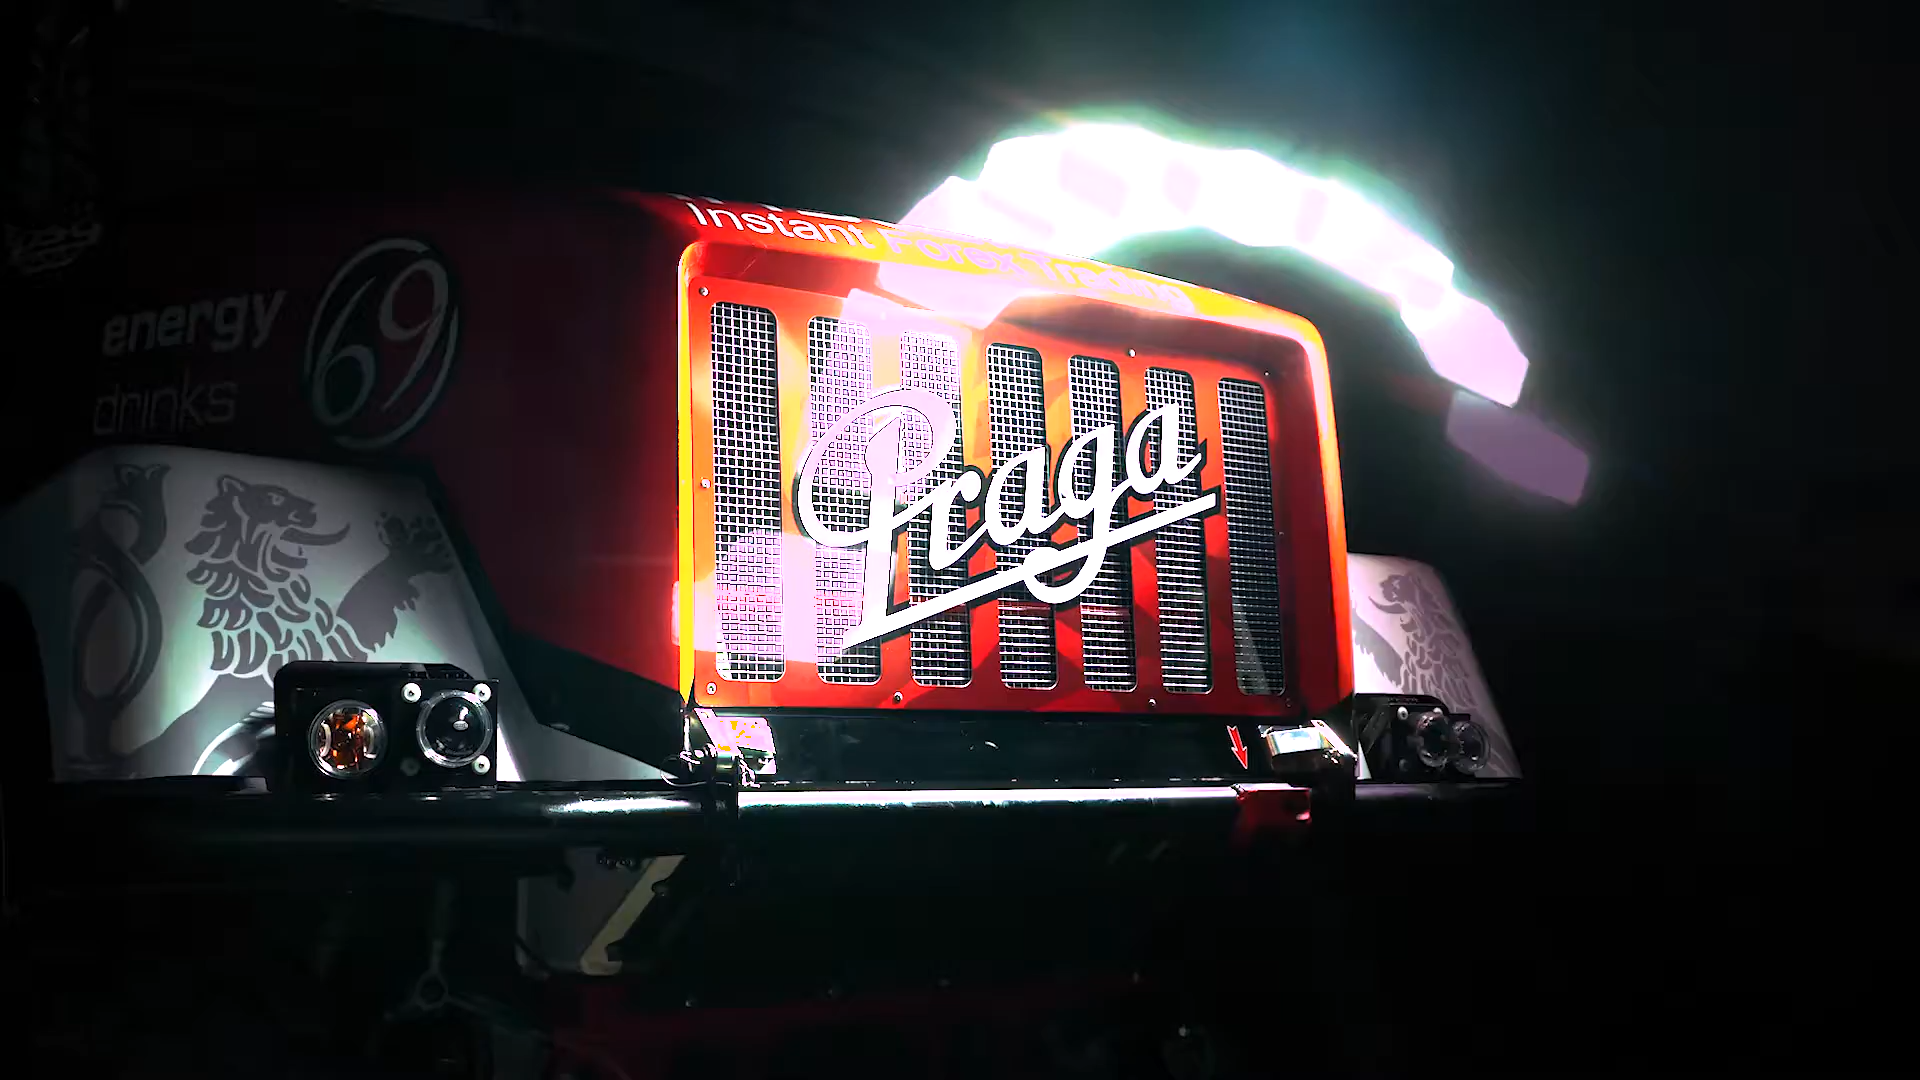 Instant Forex Trading
energy
drinks
69
Praga